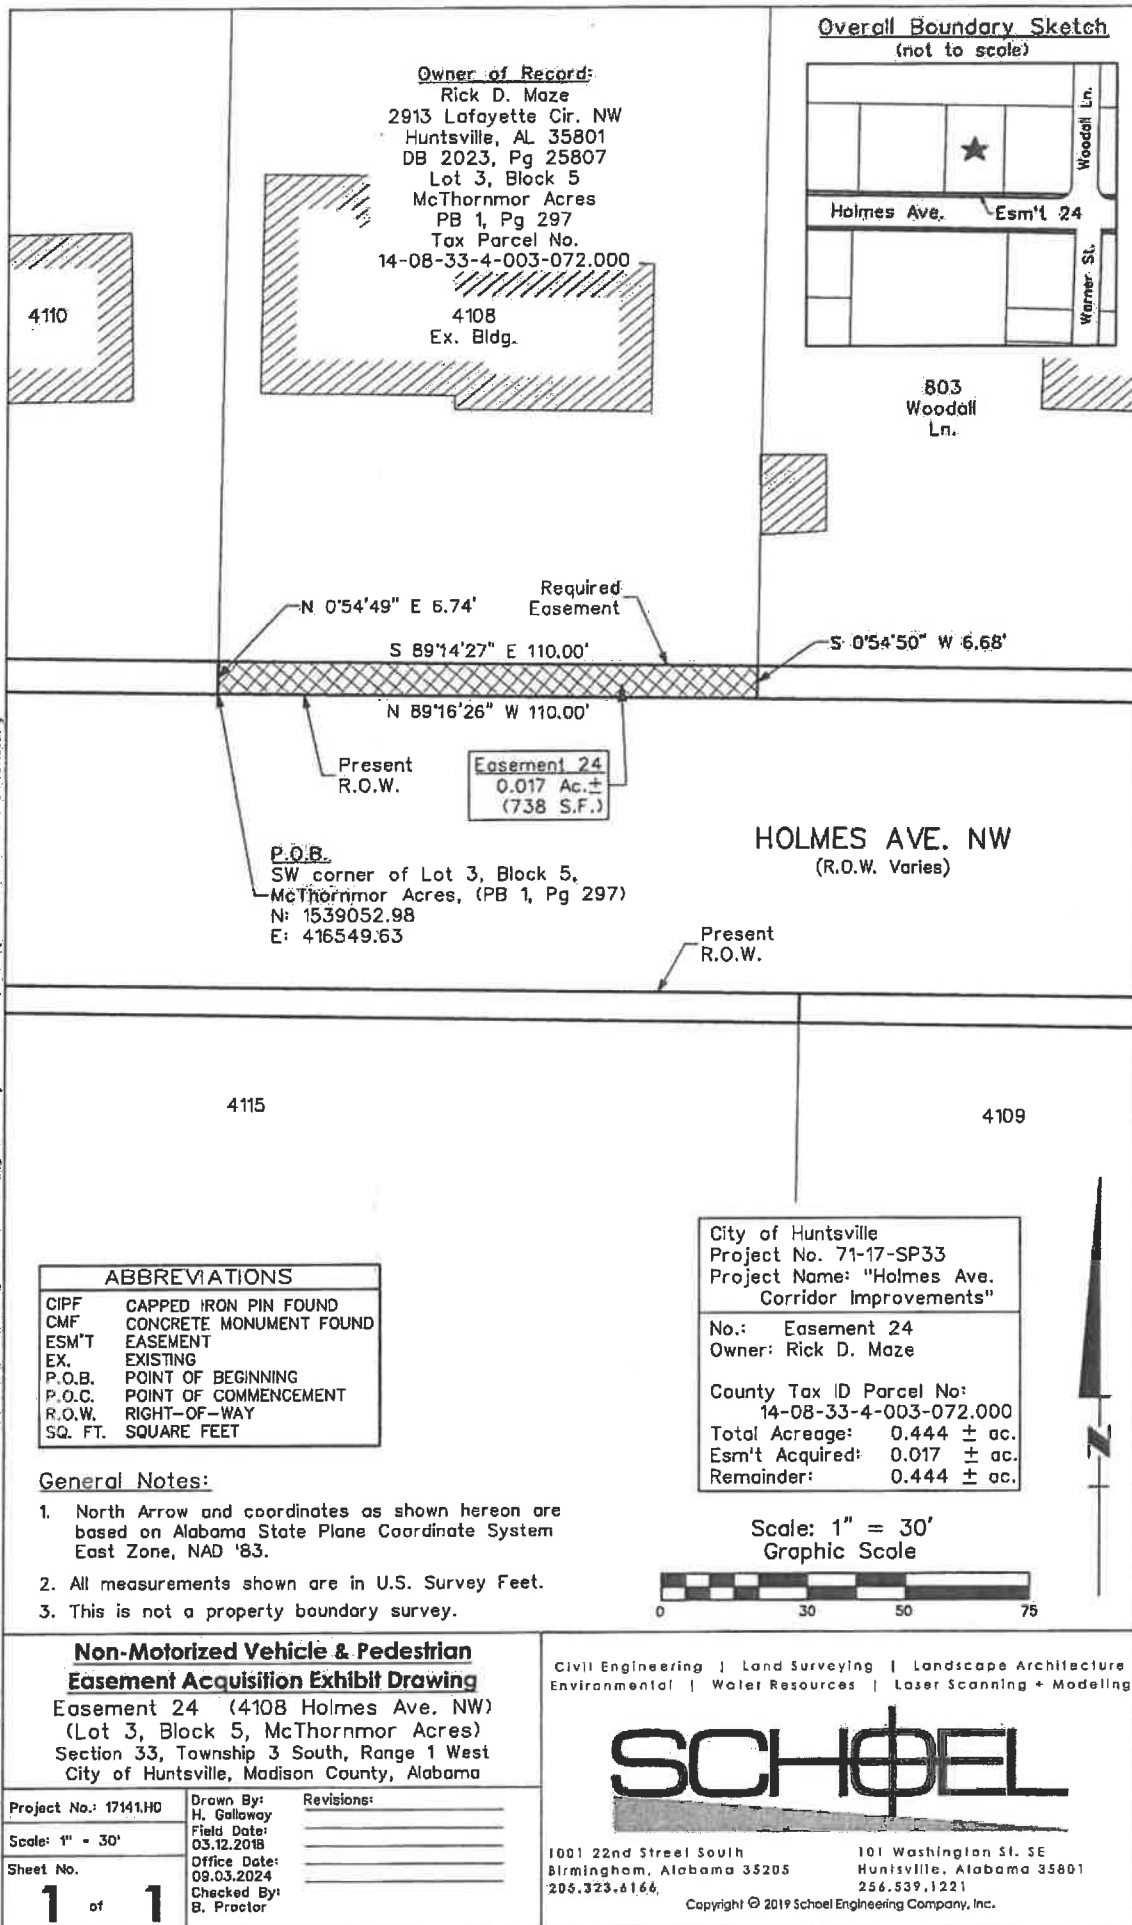 Overall Boundary Sketch
(not to scale)
Woodall Ln.
Holmes Ave.
Esm't 24
Warner St.
Owner of Record:
Rick D. Maze
2913 Lafayette Cir. NW
Huntsville, AL 35801
DB 2023, Pg 25807
Lot 3, Block 5
McThornmor Acres
PB 1, Pg 297
Tax Parcel No.
14-08-33-4-003-072.000
4110
4108
Ex. Bldg.
803
Woodall
Ln.
N 0°54'49" E 6.74'
Required
Easement
S 89°14'27" E 110.00'
S 0°54'50" W 6.68'
N 89°16'26" W 110.00'
Present
R.O.W.
Easement 24
0.017 Ac.±
(738 S.F.)
HOLMES AVE. NW
(R.O.W. Varies)
P.O.B.
SW corner of Lot 3, Block 5,
McThornmor Acres, (PB 1, Pg 297)
N: 1539052.98
E: 416549.63
Present
R.O.W.
4115
4109
ABBREVIATIONS
CIPF CAPPED IRON PIN FOUND
CMF CONCRETE MONUMENT FOUND
ESM'T EASEMENT
EX. EXISTING
P.O.B. POINT OF BEGINNING
P.O.C. POINT OF COMMENCEMENT
R.O.W. RIGHT-OF-WAY
SQ. FT. SQUARE FEET
City of Huntsville
Project No. 71-17-SP33
Project Name: "Holmes Ave.
Corridor Improvements"
No.: Easement 24
Owner: Rick D. Maze
County Tax ID Parcel No:
14-08-33-4-003-072.000
Total Acreage: 0.444 ± ac.
Esm't Acquired: 0.017 ± ac.
Remainder: 0.444 ± ac.
N
General Notes:
1. North Arrow and coordinates as shown hereon are
based on Alabama State Plane Coordinate System
East Zone, NAD '83.
2. All measurements shown are in U.S. Survey Feet.
3. This is not a property boundary survey.
Scale: 1" = 30'
Graphic Scale
0 30 50 75
Non-Motorized Vehicle & Pedestrian
Easement Acquisition Exhibit Drawing
Easement 24 (4108 Holmes Ave. NW)
(Lot 3, Block 5, McThornmor Acres)
Section 33, Township 3 South, Range 1 West
City of Huntsville, Madison County, Alabama
Project No.: 17141.HO
Scale: 1" = 30'
Sheet No.
1 of 1
Drawn By:
H. Galloway
Field Date:
03.12.2018
Office Date:
09.03.2024
Checked By:
B. Proctor
Revisions:
Civil Engineering | Land Surveying | Landscape Architecture
Environmental | Water Resources | Laser Scanning + Modeling
SCHOEL
1001 22nd Street South
Birmingham, Alabama 35205
205.323.6166
101 Washington St. SE
Huntsville, Alabama 35801
256.539.1221
Copyright © 2019 Schoel Engineering Company, Inc.